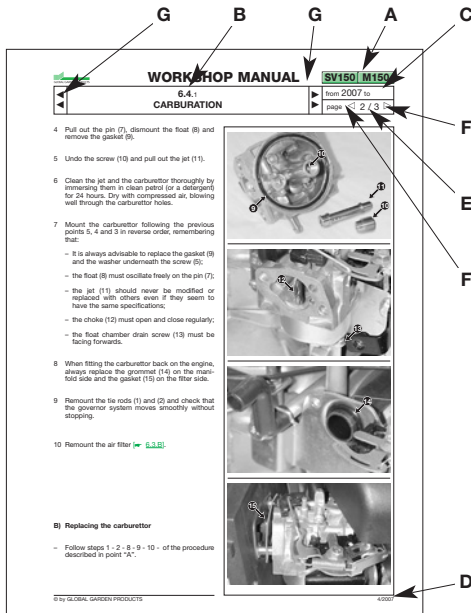 G
B
G
A
C
WORKSHOP MANUAL
SV150 M150
6.4.1
CARBURATION
from 2007 to
page 2 / 3
F
E
F
4 Pull out the pin (7), dismount the float (8) and
remove the gasket (9).
5 Undo the screw (10) and pull out the jet (11).
6 Clean the jet and the carburettor thoroughly by
immersing them in clean petrol (or a detergent)
for 24 hours. Dry with compressed air, blowing
well through the carburettor holes.
7 Mount the carburettor following the previous
points 5, 4 and 3 in reverse order, remembering
that:
– It is always advisable to replace the gasket (9)
and the washer underneath the screw (5);
– the float (8) must oscillate freely on the pin (7);
– the jet (11) should never be modified or
replaced with others even if they seem to
have the same specifications;
– the choke (12) must open and close regularly;
– the float chamber drain screw (13) must be
facing forwards.
8 When fitting the carburettor back on the engine,
always replace the grommet (14) on the mani-
fold side and the gasket (15) on the filter side.
9 Remount the tie rods (1) and (2) and check that
the governor system moves smoothly without
stopping.
10 Remount the air filter [☛ 6.3.B].
B) Replacing the carburettor
– Follow steps 1 - 2 - 8 - 9 - 10 - of the procedure
described in point "A".
10
11
9
10
12
13
14
15
© by GLOBAL GARDEN PRODUCTS
4/2007
D